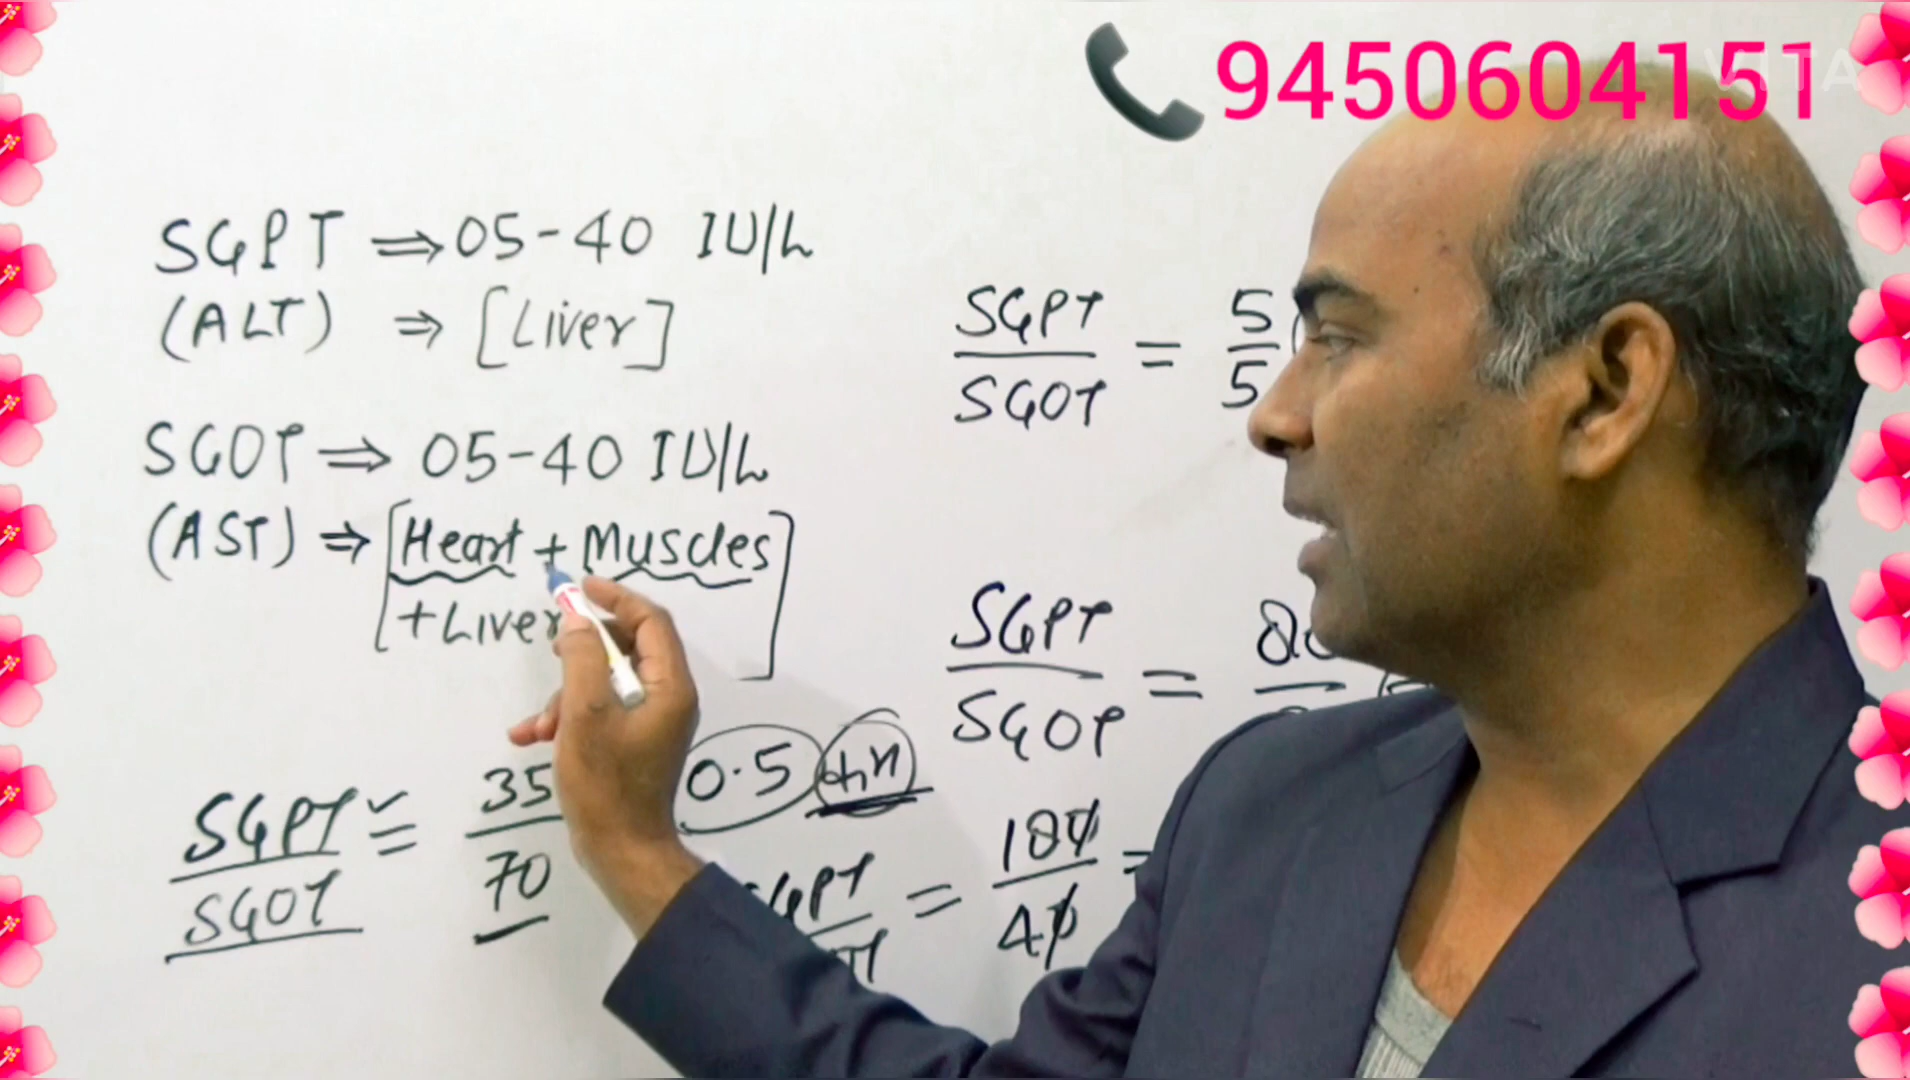 9450604151
VITA
SGPT ⇒ 05-40 IU/L
(ALT) ⇒ [Liver]
SGOT ⇒ 05-40 IU/L
(AST) ⇒ [Heart + Muscles
+Liver ]
SGPT = 35
SGOT 70
0.5
SGPT = 5
SGOT 5
SGPT =
SGOT
SGPT = 100
40